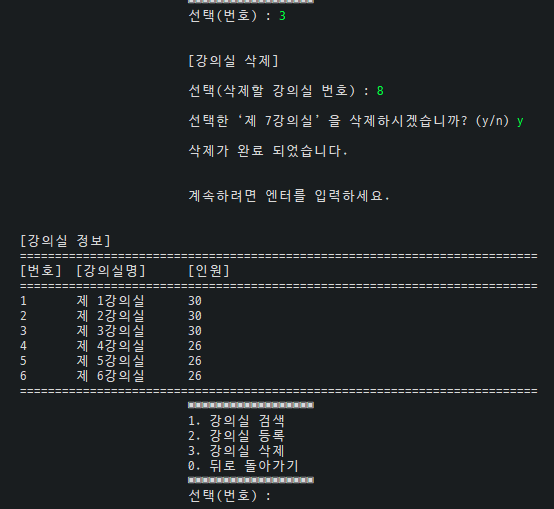 선택(번호) : 3
[강의실 삭제]
선택(삭제할 강의실 번호) : 8
선택한 ‘제 7강의실’ 을 삭제하시겠습니까? (y/n) y
삭제가 완료 되었습니다.
계속하려면 엔터를 입력하세요.
[강의실 정보]
==========================================================================
[번호] [강의실명] [인원]
==========================================================================
1 제 1강의실 30
2 제 2강의실 30
3 제 3강의실 30
4 제 4강의실 26
5 제 5강의실 26
6 제 6강의실 26
==========================================================================
1. 강의실 검색
2. 강의실 등록
3. 강의실 삭제
0. 뒤로 돌아가기
선택(번호) :